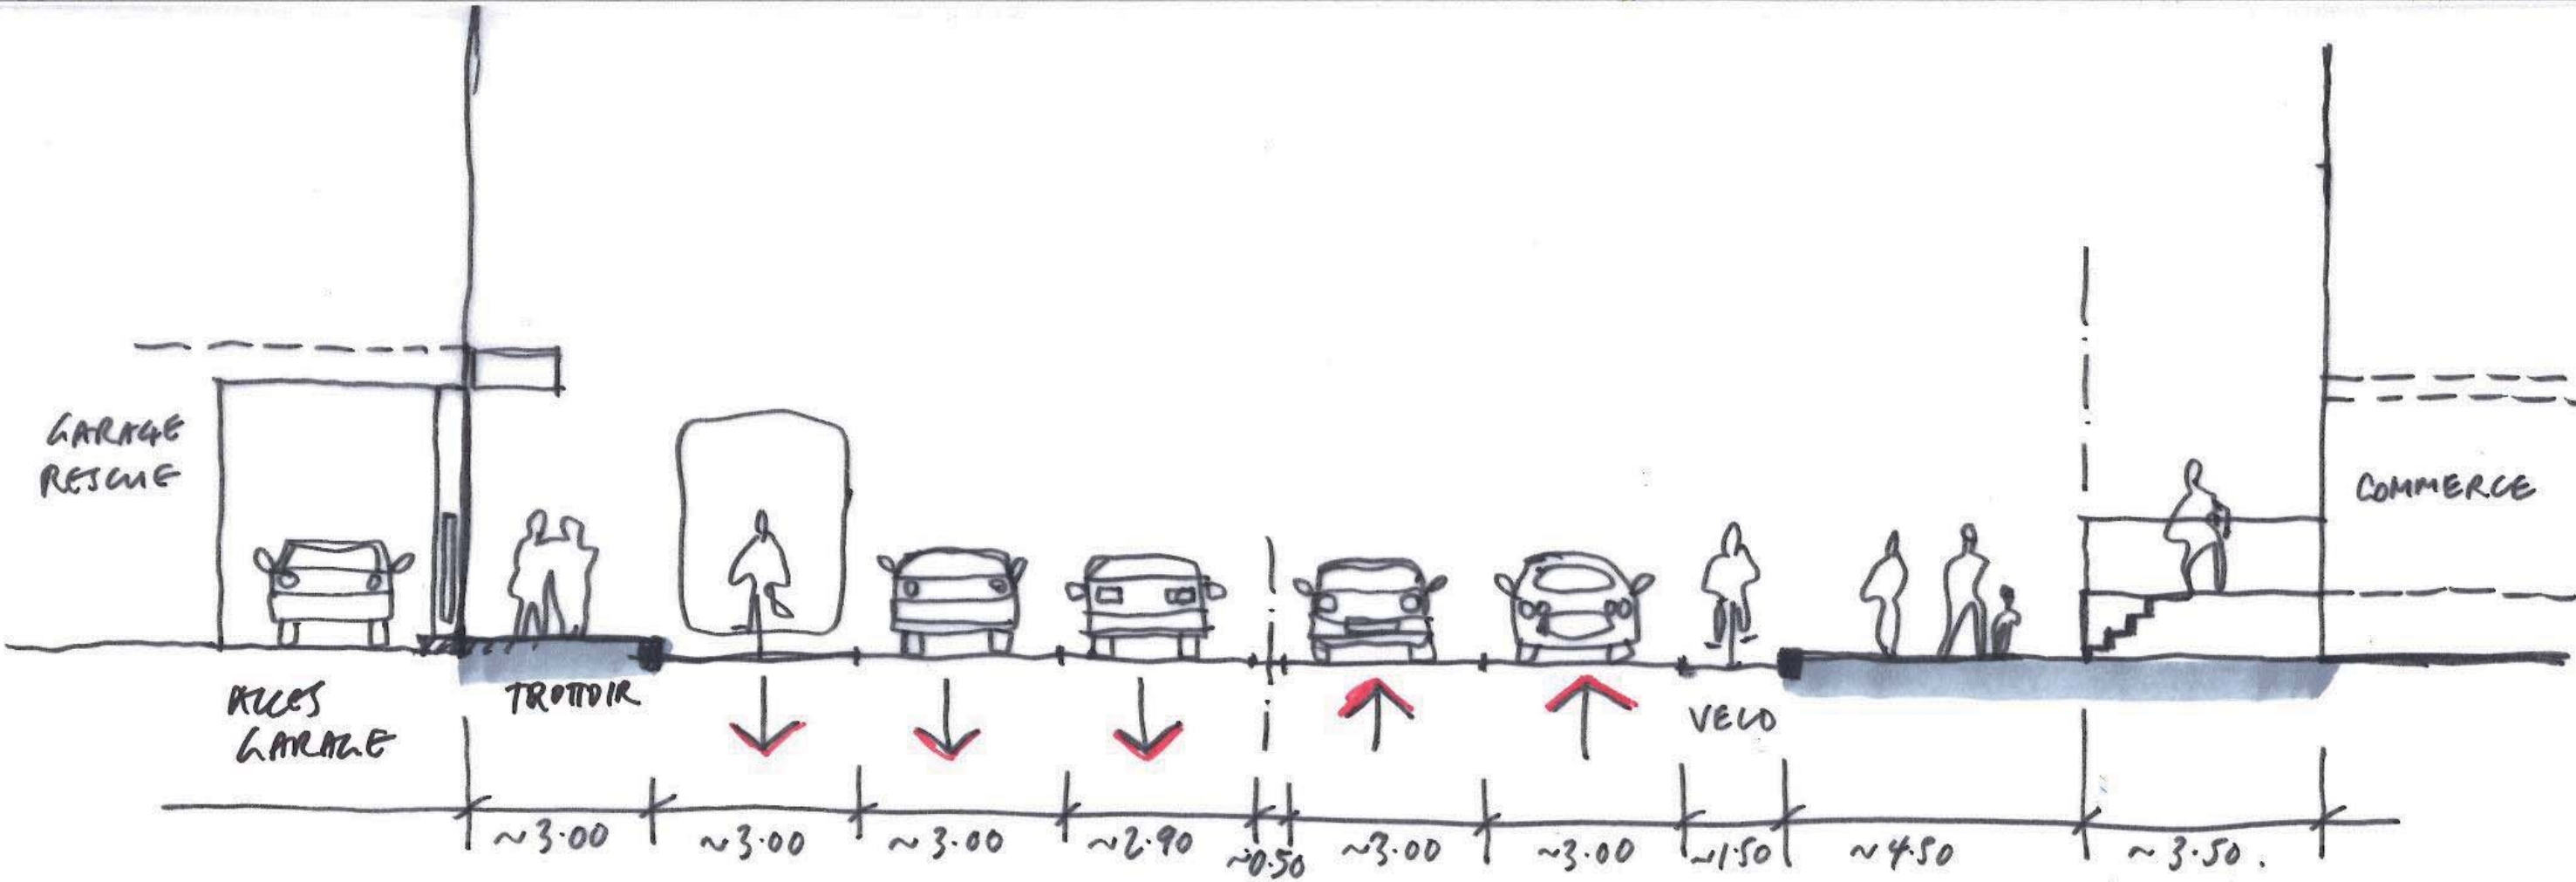 GARAGE
RESCUE
COMMERCE
ACCES
GARAGE
TROTTOIR
VELO
~3.00
~3.00
~3.00
~2.90
~0.50
~3.00
~3.00
~1.50
~4.50
~3.50.